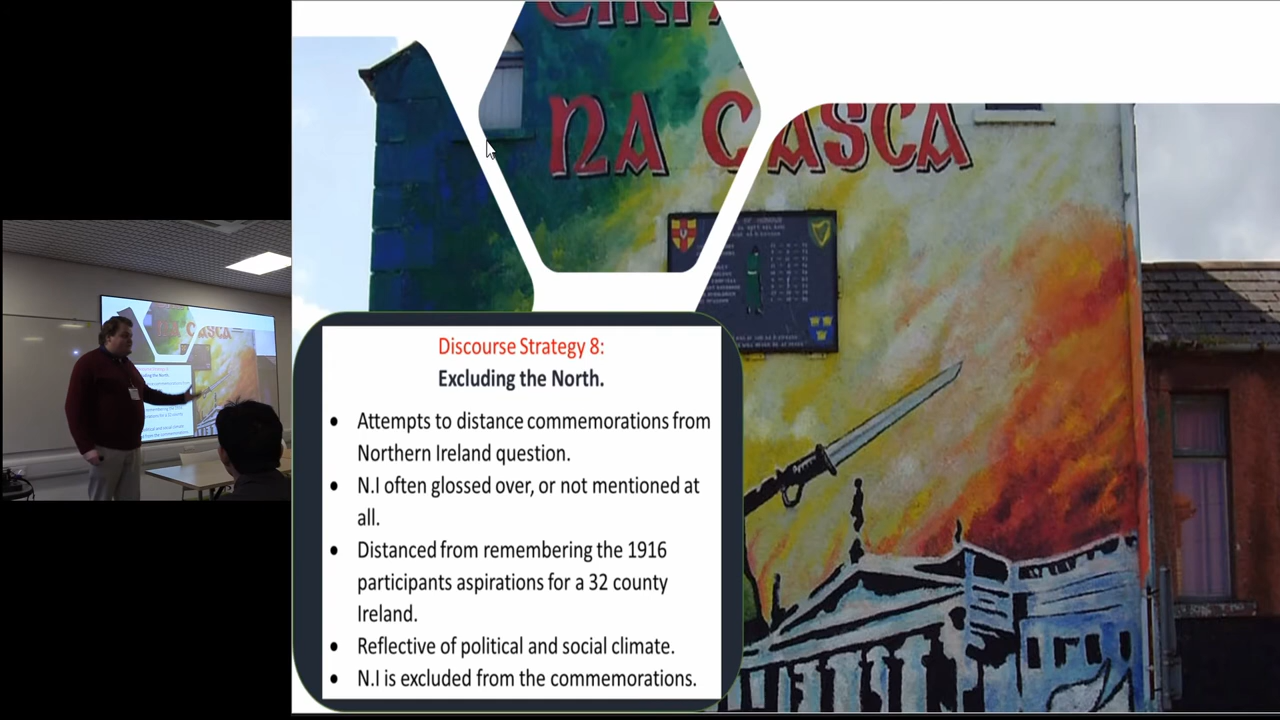 NA CASCA
Discourse Strategy 8:
Excluding the North.
Attempts to distance commemorations from
Northern Ireland question.
N.I often glossed over, or not mentioned at
all.
Distanced from remembering the 1916
participants aspirations for a 32 county
Ireland.
Reflective of political and social climate.
N.I is excluded from the commemorations.